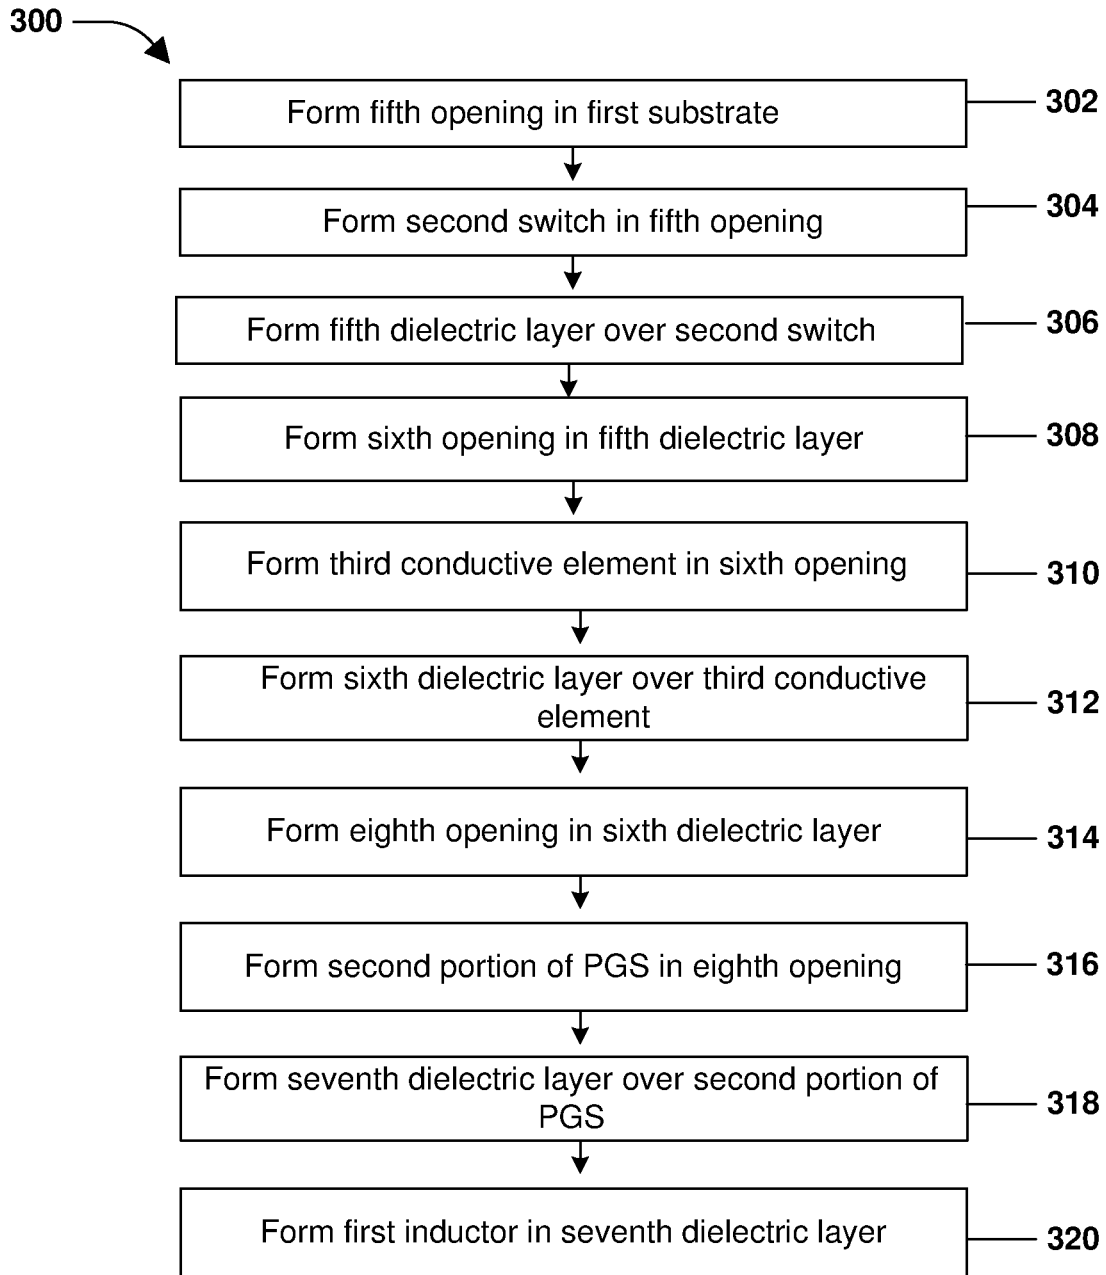 300
Form fifth opening in first substrate
302
Form second switch in fifth opening
304
Form fifth dielectric layer over second switch
306
Form sixth opening in fifth dielectric layer
308
Form third conductive element in sixth opening
310
Form sixth dielectric layer over third conductive
element
312
Form eighth opening in sixth dielectric layer
314
Form second portion of PGS in eighth opening
316
Form seventh dielectric layer over second portion of
PGS
318
Form first inductor in seventh dielectric layer
320